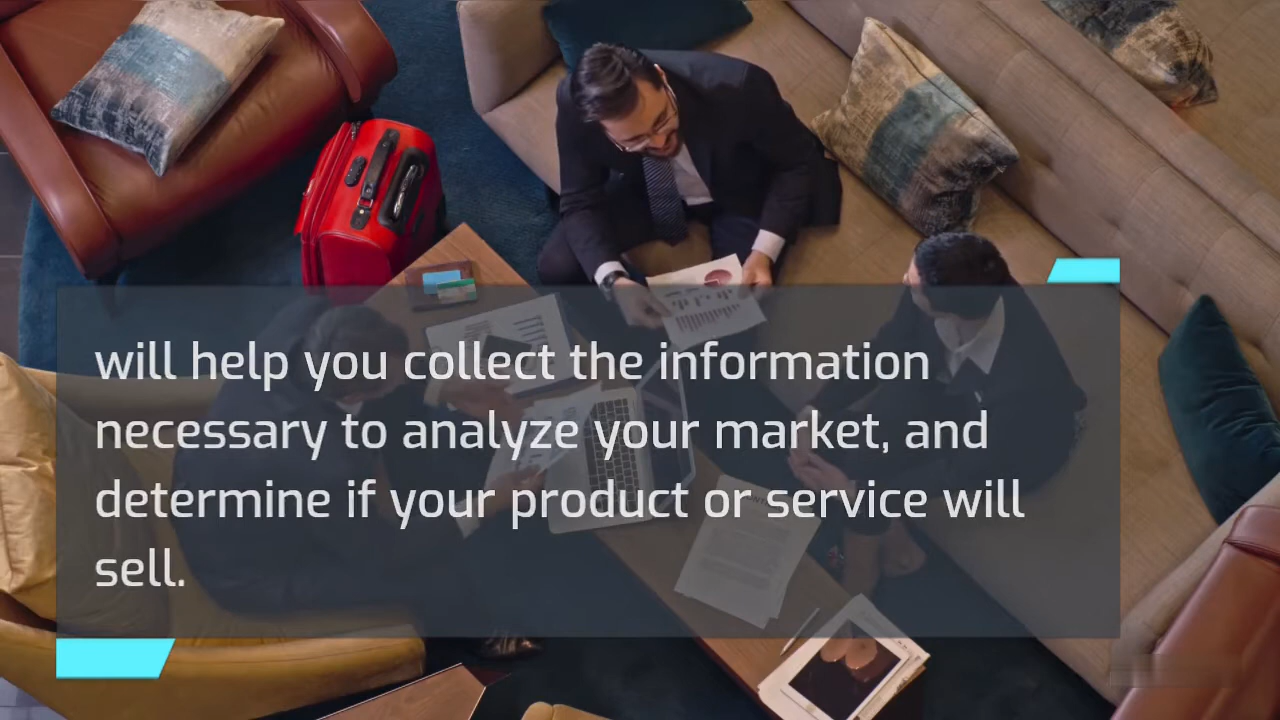 will help you collect the information
necessary to analyze your market, and
determine if your product or service will
sell.